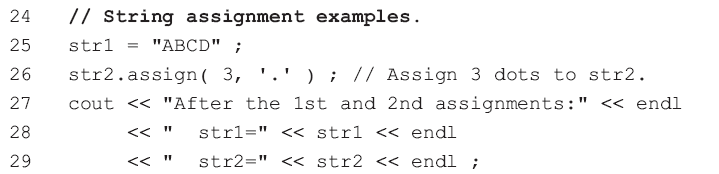 24 // String assignment examples.
25 str1 = "ABCD" ;
26 str2.assign( 3, '.' ) ; // Assign 3 dots to str2.
27 cout << "After the 1st and 2nd assignments:" << endl
28 << " str1=" << str1 << endl
29 << " str2=" << str2 << endl ;